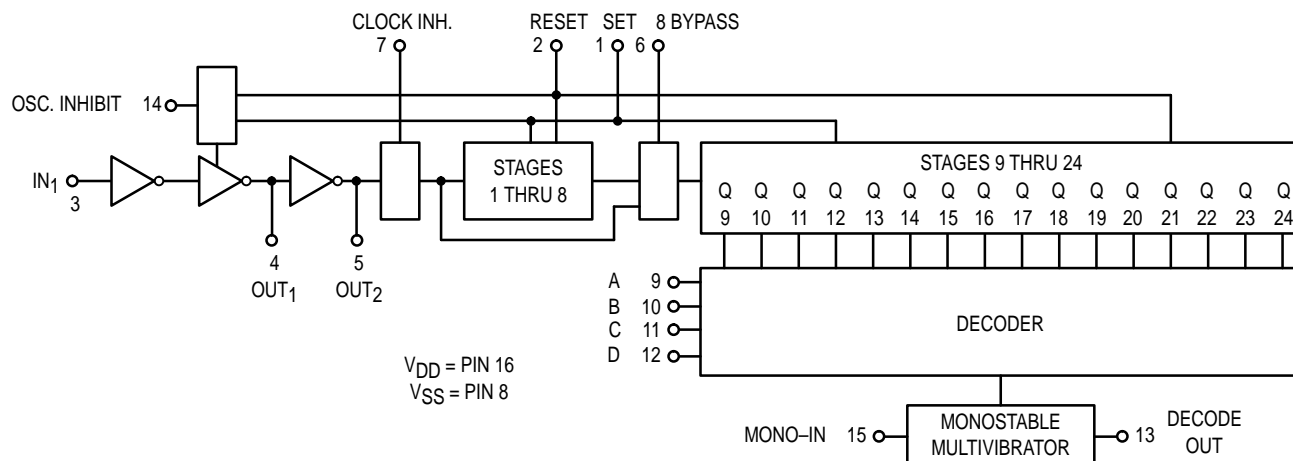 CLOCK INH.
7
RESET
2
SET
1
8 BYPASS
6
OSC. INHIBIT 14
IN1
3
STAGES
1 THRU 8
STAGES 9 THRU 24
Q Q Q Q Q Q Q Q Q Q Q Q Q Q Q Q
9 10 11 12 13 14 15 16 17 18 19 20 21 22 23 24
4
OUT1
5
OUT2
A 9
B 10
C 11
D 12
DECODER
VDD = PIN 16
VSS = PIN 8
MONO–IN 15
MONOSTABLE
MULTIVIBRATOR
13 DECODE
OUT